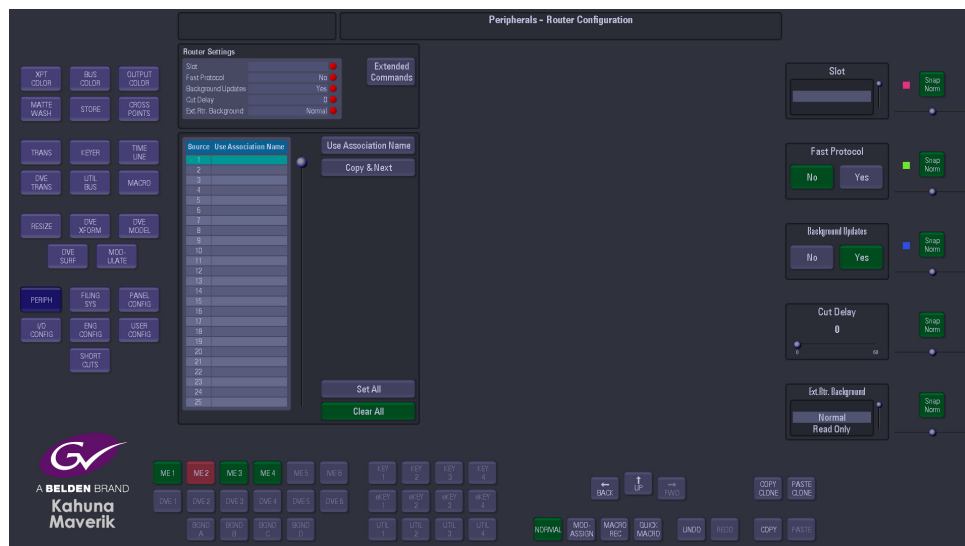 Peripherals - Router Configuration
XPT COLOR
BUS COLOR
OUTPUT COLOR
MATTE WASH
STORE
CROSS POINTS
TRANS
KEYER
TIME LINE
DVE TRANS
UTIL BUS
MACRO
RESIZE
DVE XFORM
DVE MODEL
DVE SURF
MOD-ULATE
PERIPH
FILING SYS
PANEL CONFIG
I/O CONFIG
ENG CONFIG
USER CONFIG
SHORT CUTS
Router Settings
Slot
Fast Protocol No
Background Updates Yes
Cut Delay 0
Ext.Rtr. Background Normal
Extended
Commands
Source Use Association Name
1
2
3
4
5
6
7
8
9
10
11
12
13
14
15
16
17
18
19
20
21
22
23
24
25
Use Association Name
Copy & Next
Set All
Clear All
Slot
Snap Norm
Fast Protocol
No Yes
Snap Norm
Background Updates
No Yes
Snap Norm
Cut Delay
0
0 60
Snap Norm
Ext.Rtr. Background
Normal
Read Only
Snap Norm
GV
A BELDEN BRAND
Kahuna
Maverik
ME 1 ME 2 ME 3 ME 4 ME 5 ME 6
DVE 1 DVE 2 DVE 3 DVE 4 DVE 5 DVE 6
BGND A BGND B BGND C BGND D
KEY 1 KEY 2 KEY 3 KEY 4
eKEY 1 eKEY 2 eKEY 3 eKEY 4
UTIL 1 UTIL 2 UTIL 3 UTIL 4
BACK UP FWD
COPY CLONE PASTE CLONE
NORMAL MOD-ASSIGN MACRO REC QUICK MACRO UNDO REDO COPY PASTE